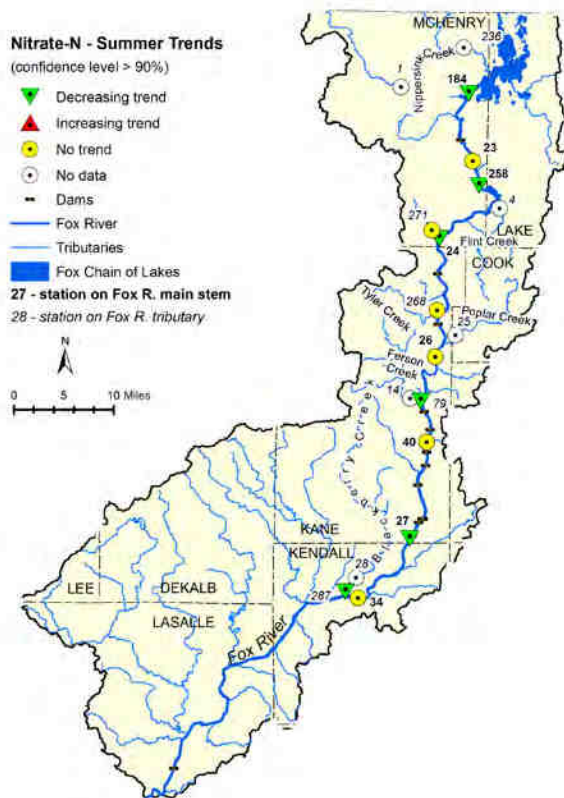 Nitrate-N - Summer Trends
(confidence level > 90%)
Decreasing trend
Increasing trend
No trend
No data
Dams
Fox River
Tributaries
Fox Chain of Lakes
27 - station on Fox R. main stem
28 - station on Fox R. tributary
N
0 5 10 Miles
MCHENRY
236
Nippersink Creek
1
184
23
258
4
271
LAKE
24
Flint Creek
COOK
268
Tyler Creek
Poplar Creek
25
26
Ferson Creek
14
79
Blackberry Creek
40
27
KANE
KENDALL
28
287
34
LEE
DEKALB
LASALLE
Fox River